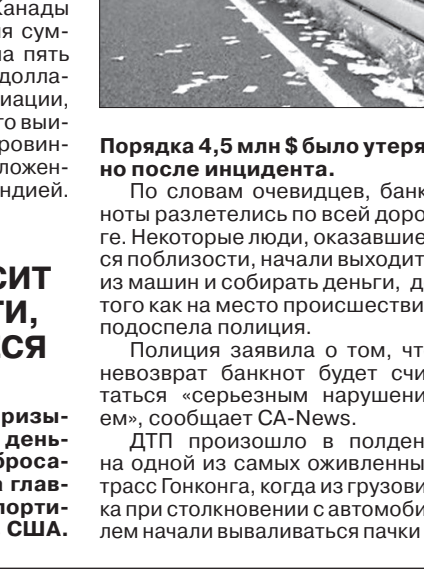 Канады
я сум-
а пять
долла-
иации,
го выи-
ровин-
ложен-
ндией.
сит
ти,
ся
ризы-
день-
броса-
глав-
порти-
США.
Порядка 4,5 млн $ было утеря
но после инцидента.
По словам очевидцев, банк
ноты разлетелись по всей доро
ге. Некоторые люди, оказавшие
ся поблизости, начали выходит
из машин и собирать деньги, д
того как на место происшестви
подоспела полиция.
Полиция заявила о том, чт
невозврат банкнот будет счи
таться «серьезным нарушени
ем», сообщает CA-News.
ДТП произошло в полден
на одной из самых оживленны
трасс Гонконга, когда из грузови
ка при столкновении с автомоби
лем начали вываливаться пачки